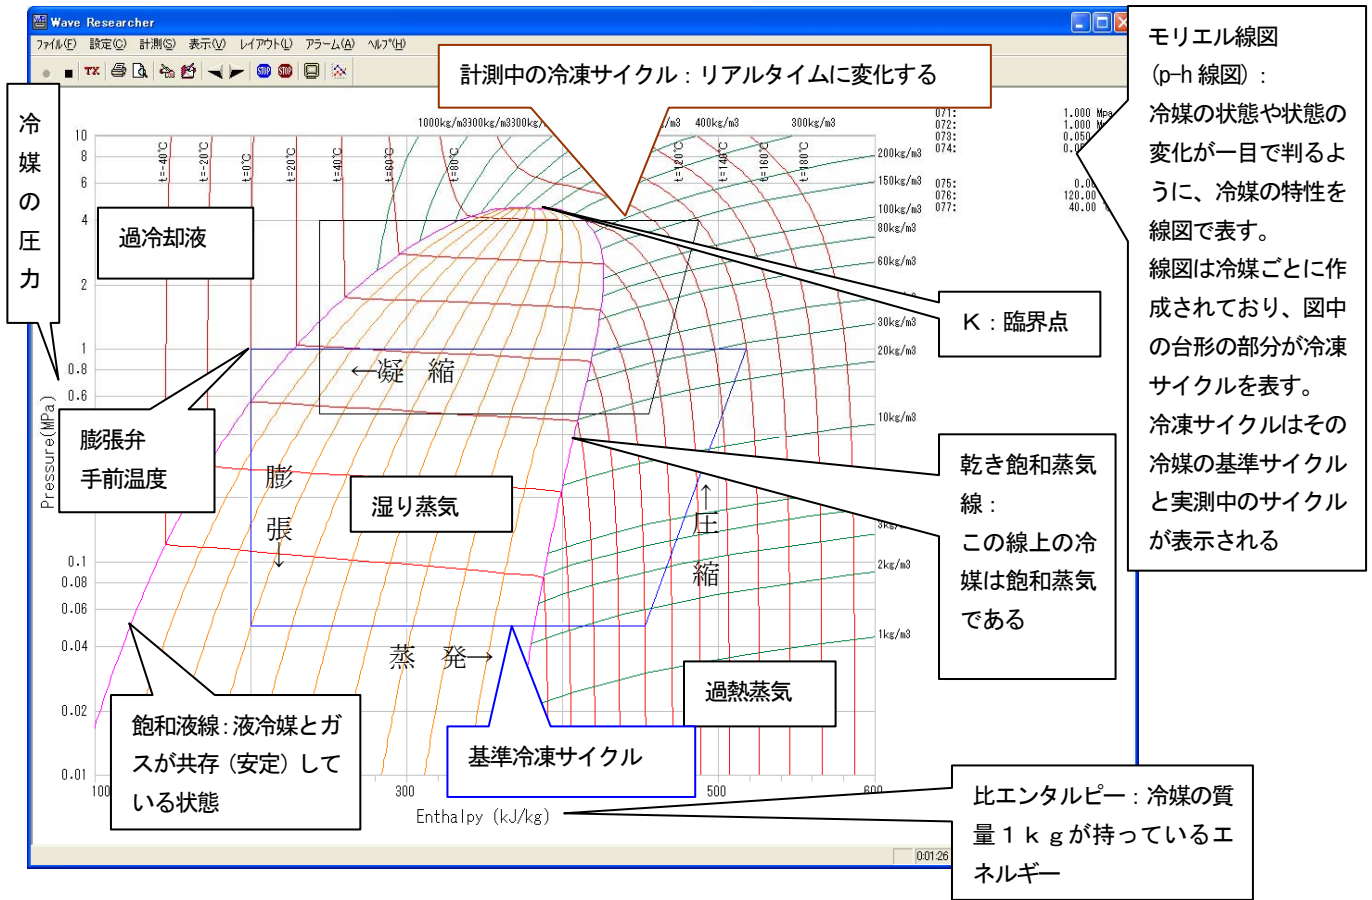 Wave Researcher
ファイル(F) 設定(C) 計測(S) 表示(V) レイアウト(L) アラーム(A) ヘルプ(H)
TX STOP STOP
計測中の冷凍サイクル：リアルタイムに変化する
モリエル線図
(p-h 線図)：
冷媒の状態や状態の
変化が一目で判るよ
うに、冷媒の特性を
線図で表す。
線図は冷媒ごとに作
成されており、図中
の台形の部分が冷凍
サイクルを表す。
冷凍サイクルはその
冷媒の基準サイクル
と実測中のサイクル
が表示される
冷媒の圧力
071: 1.000 Mpa
072: 1.000
073: 0.050
074:
075:
076: 120.00
077: 40.00
1000kg/m3
400kg/m3
300kg/m3
200kg/m3
150kg/m3
100kg/m3
80kg/m3
60kg/m3
30kg/m3
20kg/m3
10kg/m3
2kg/m3
1kg/m3
t=-40℃
t=-20℃
t=0℃
t=20℃
t=40℃
t=60℃
t=80℃
t=120℃
t=140℃
t=160℃
t=180℃
10
8
6
4
2
1
0.8
0.6
0.1
0.08
0.06
0.04
0.02
0.01
Pressure(MPa)
過冷却液
K：臨界点
←凝 縮
膨張弁
手前温度
膨張↓
湿り蒸気
↑圧縮
乾き飽和蒸気
線：
この線上の冷
媒は飽和蒸気
である
蒸 発→
過熱蒸気
飽和液線：液冷媒とガ
スが共存（安定）して
いる状態
基準冷凍サイクル
100 300 500 600
Enthalpy (kJ/kg)
比エンタルピー：冷媒の質
量１ｋｇが持っているエ
ネルギー
0:01:26